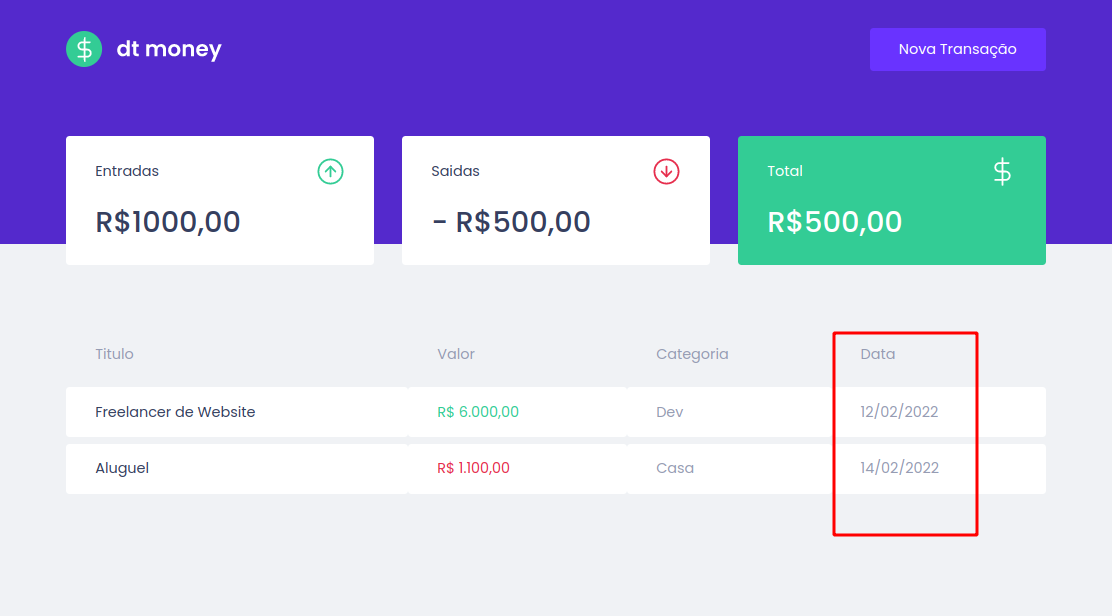 $ dt money
Nova Transação
Entradas
R$1000,00
Saidas
- R$500,00
Total
$
R$500,00
Titulo Valor Categoria Data
Freelancer de Website R$ 6.000,00 Dev 12/02/2022
Aluguel R$ 1.100,00 Casa 14/02/2022